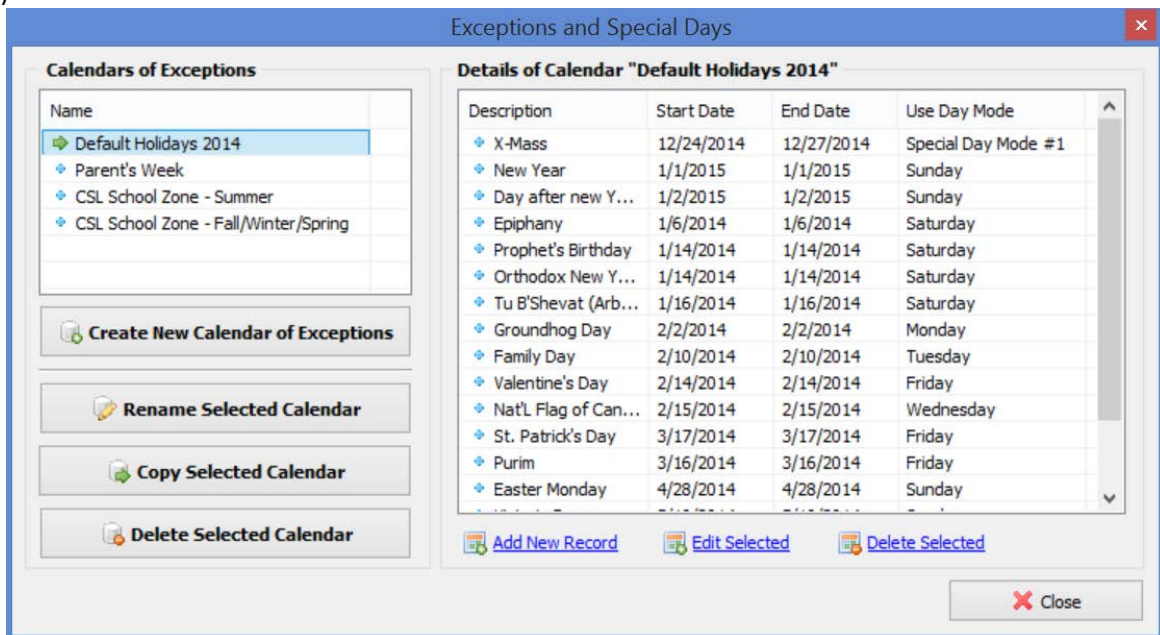 )
Exceptions and Special Days
Calendars of Exceptions
Name
Default Holidays 2014
Parent's Week
CSL School Zone - Summer
CSL School Zone - Fall/Winter/Spring
Create New Calendar of Exceptions
Rename Selected Calendar
Copy Selected Calendar
Delete Selected Calendar
Details of Calendar "Default Holidays 2014"
Description Start Date End Date Use Day Mode
X-Mass 12/24/2014 12/27/2014 Special Day Mode #1
New Year 1/1/2015 1/1/2015 Sunday
Day after new Y... 1/2/2015 1/2/2015 Sunday
Epiphany 1/6/2014 1/6/2014 Saturday
Prophet's Birthday 1/14/2014 1/14/2014 Saturday
Orthodox New Y... 1/14/2014 1/14/2014 Saturday
Tu B'Shevat (Arb... 1/16/2014 1/16/2014 Saturday
Groundhog Day 2/2/2014 2/2/2014 Monday
Family Day 2/10/2014 2/10/2014 Tuesday
Valentine's Day 2/14/2014 2/14/2014 Friday
Nat'L Flag of Can... 2/15/2014 2/15/2014 Wednesday
St. Patrick's Day 3/17/2014 3/17/2014 Friday
Purim 3/16/2014 3/16/2014 Friday
Easter Monday 4/28/2014 4/28/2014 Sunday
Add New Record Edit Selected Delete Selected
Close